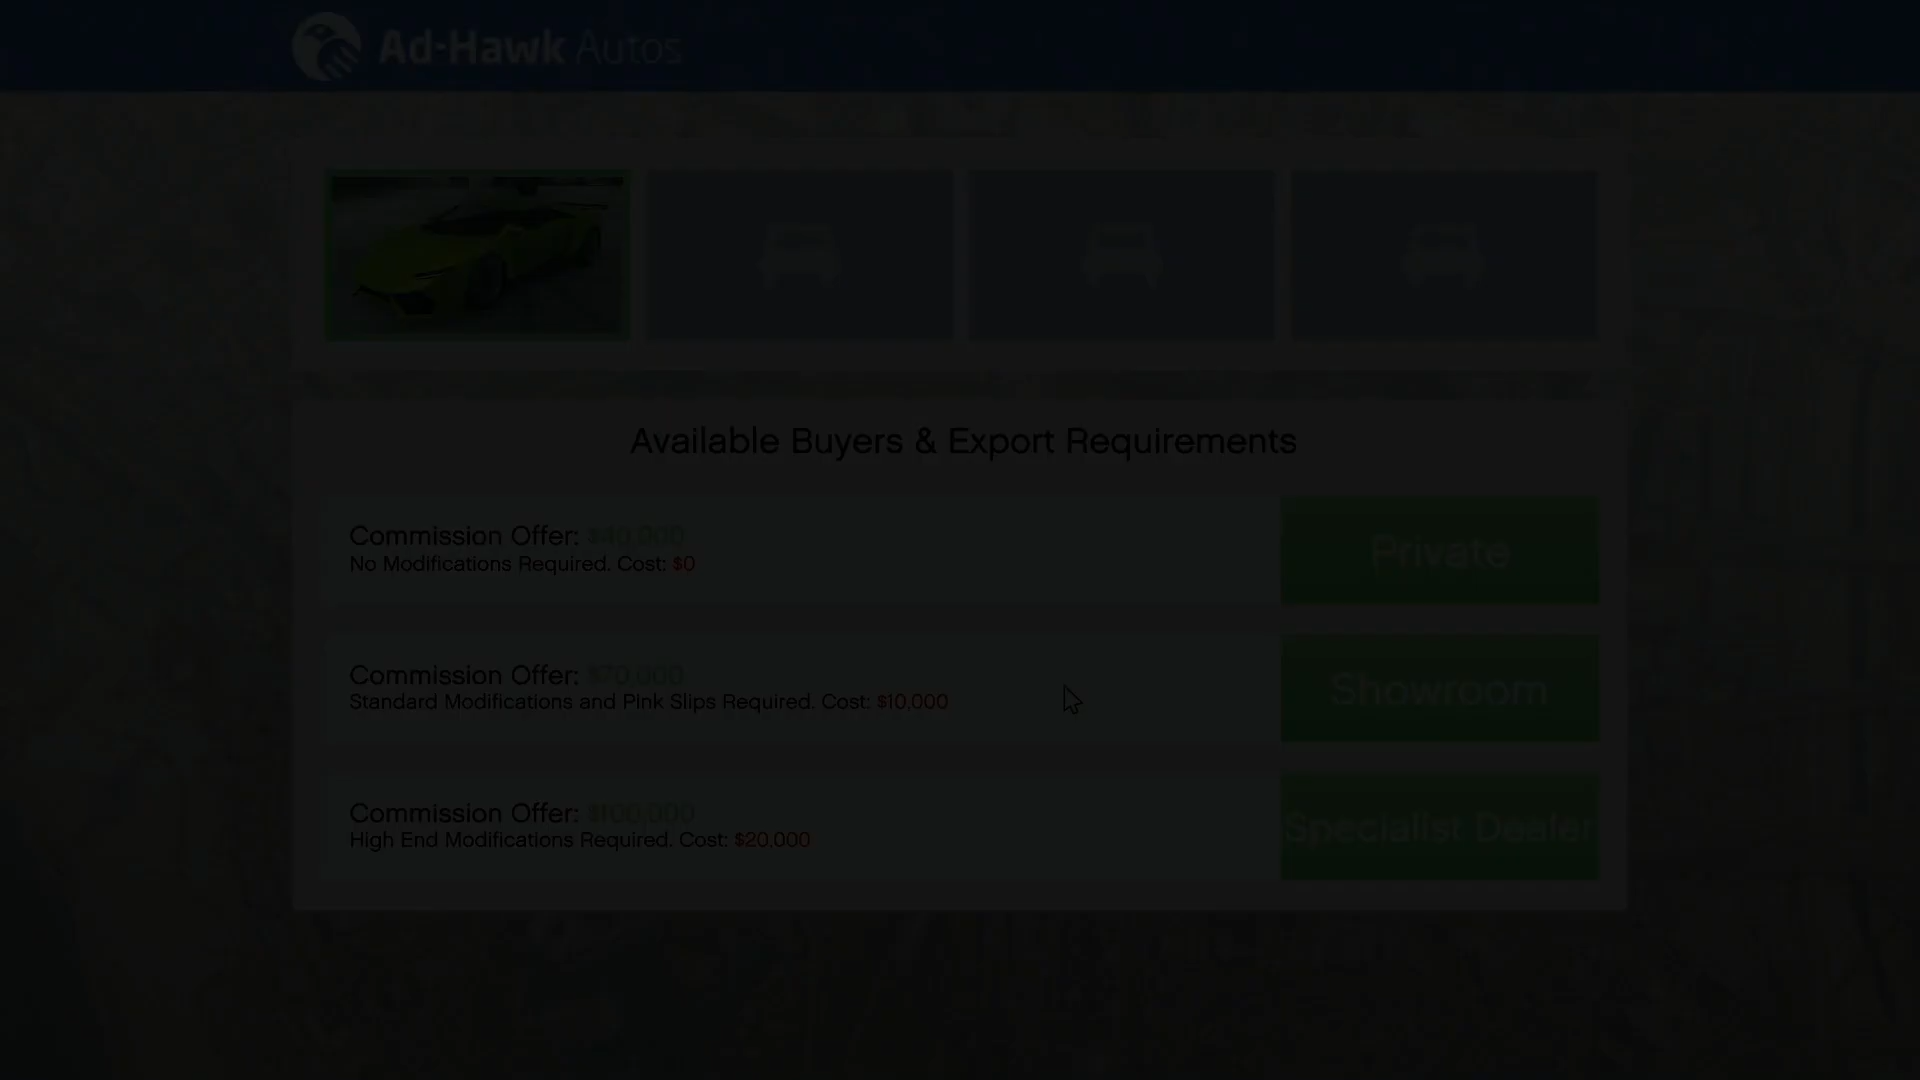 Ad-Hawk Autos
Available Buyers & Export Requirements
Commission Offer: $40,000
No Modifications Required. Cost: $0
Private
Commission Offer: $70,000
Standard Modifications and Pink Slips Required. Cost: $10,000
Showroom
Commission Offer: $100,000
High End Modifications Required. Cost: $20,000
Specialist Dealer